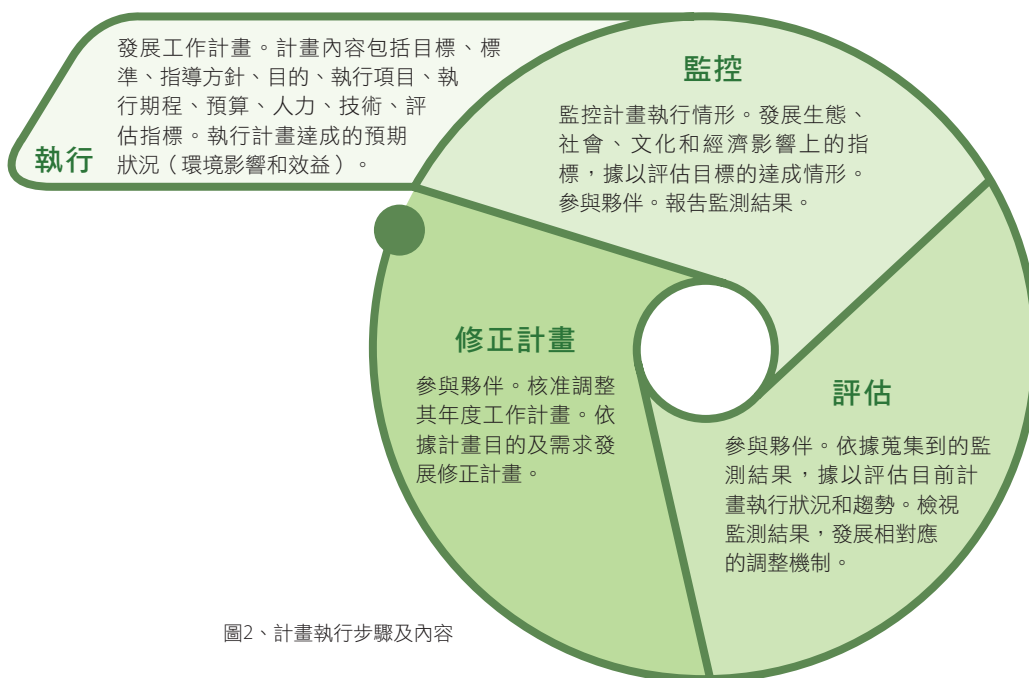 執行
發展工作計畫。計畫內容包括目標、標
準、指導方針、目的、執行項目、執
行期程、預算、人力、技術、評
估指標。執行計畫達成的預期
狀況（環境影響和效益）。
監控
監控計畫執行情形。發展生態、
社會、文化和經濟影響上的指
標，據以評估目標的達成情形。
參與夥伴。報告監測結果。
評估
參與夥伴。依據蒐集到的監
測結果，據以評估目前計
畫執行狀況和趨勢。檢視
監測結果，發展相對應
的調整機制。
修正計畫
參與夥伴。核准調整
其年度工作計畫。依
據計畫目的及需求發
展修正計畫。
圖2、計畫執行步驟及內容